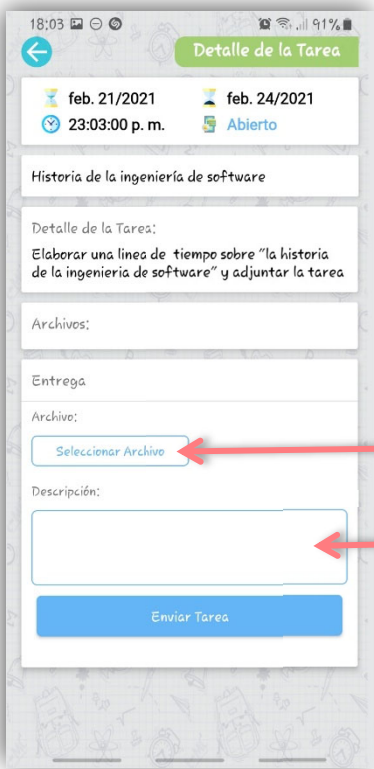 18:03 91%
Detalle de la Tarea
feb. 21/2021 feb. 24/2021
23:03:00 p. m. Abierto
Historia de la ingeniería de software
Detalle de la Tarea:
Elaborar una linea de tiempo sobre "la historia
de la ingenieria de software" y adjuntar la tarea
Archivos:
Entrega
Archivo:
Seleccionar Archivo
Descripción:
Enviar Tarea